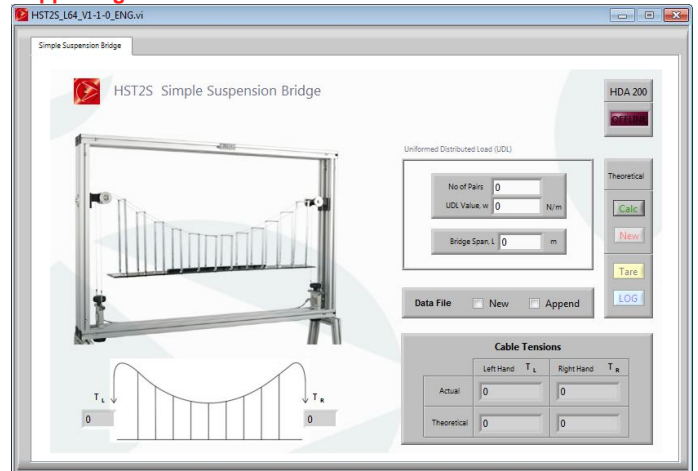 HST2S_L64_V1-1-0_ENG.vi
Simple Suspension Bridge
HST2S Simple Suspension Bridge
HDA 200
OFFLINE
Uniformed Distributed Load (UDL)
No of Pairs 0
UDL Value, w 0 N/m
Bridge Span, L 0 m
Theoretical
Calc
New
Tare
LOG
Data File New Append
Cable Tensions
Left Hand T L Right Hand T R
Actual 0 0
Theoretical 0 0
T L T R
0 0